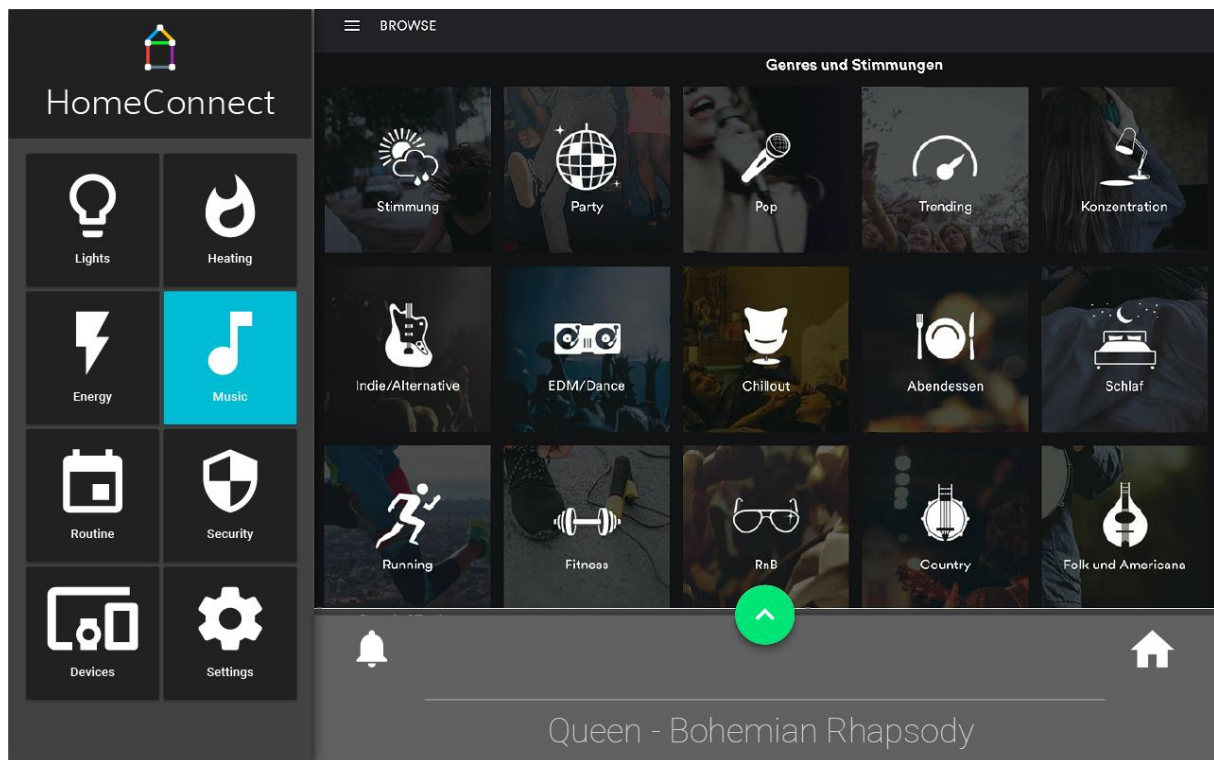 HomeConnect
Lights
Heating
Energy
Music
Routine
Security
Devices
Settings
BROWSE
Genres und Stimmungen
Stimmung
Party
Pop
Trending
Konzentration
Indie/Alternative
EDM/Dance
Chillout
Abendessen
Schlaf
Running
Fitness
RnB
Country
Folk und Americana
Queen - Bohemian Rhapsody